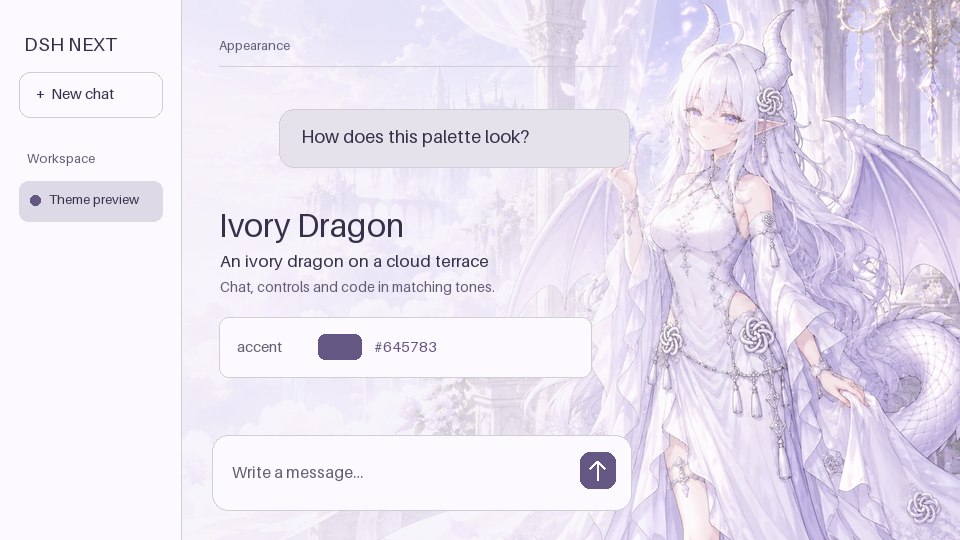 DSH NEXT
+ New chat
Workspace
Theme preview
Appearance
How does this palette look?
Ivory Dragon
An ivory dragon on a cloud terrace
Chat, controls and code in matching tones.
accent #645783
Write a message...